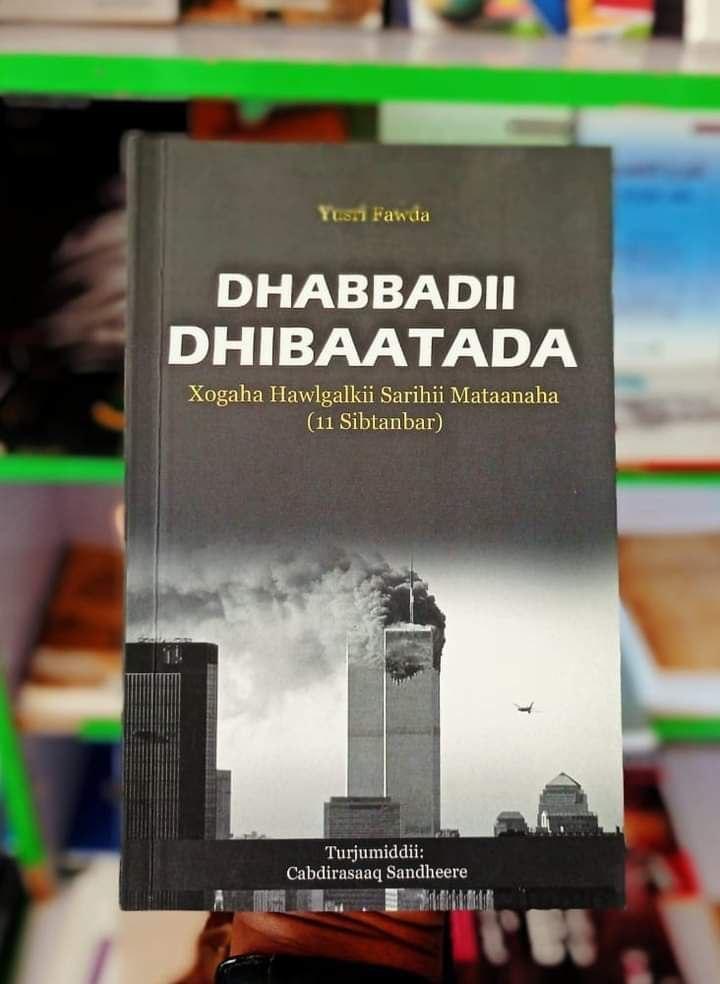 Yusri Fawda
DHABBADII
DHIBAATADA
Xogaha Hawlgalkii Sarihii Mataanaha
(11 Sibtanbar)
Turjumiddii:
Cabdirasaaq Sandheere